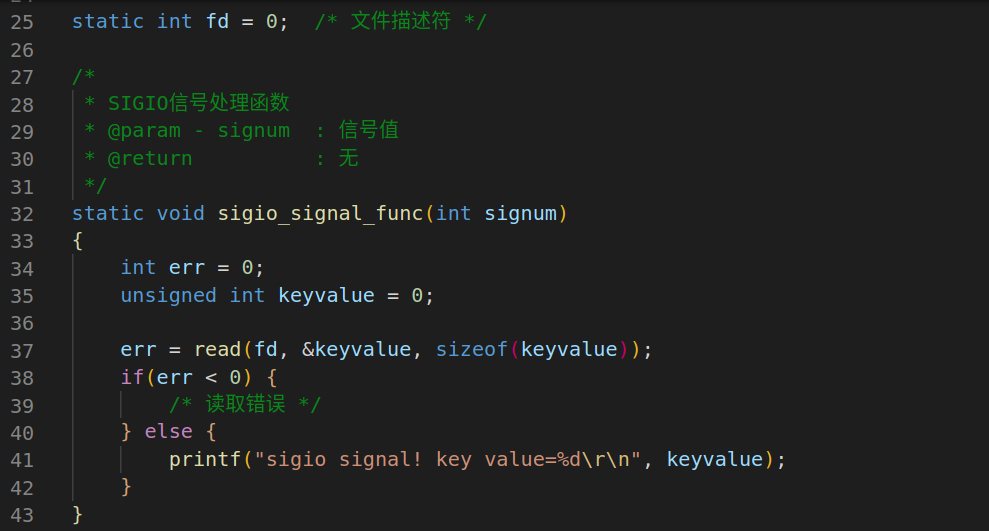 25 static int fd = 0;  /* 文件描述符 */
26
27 /*
28  * SIGIO信号处理函数
29  * @param - signum  : 信号值
30  * @return          : 无
31  */
32 static void sigio_signal_func(int signum)
33 {
34     int err = 0;
35     unsigned int keyvalue = 0;
36
37     err = read(fd, &keyvalue, sizeof(keyvalue));
38     if(err < 0) {
39         /* 读取错误 */
40     } else {
41         printf("sigio signal! key value=%d\r\n", keyvalue);
42     }
43 }